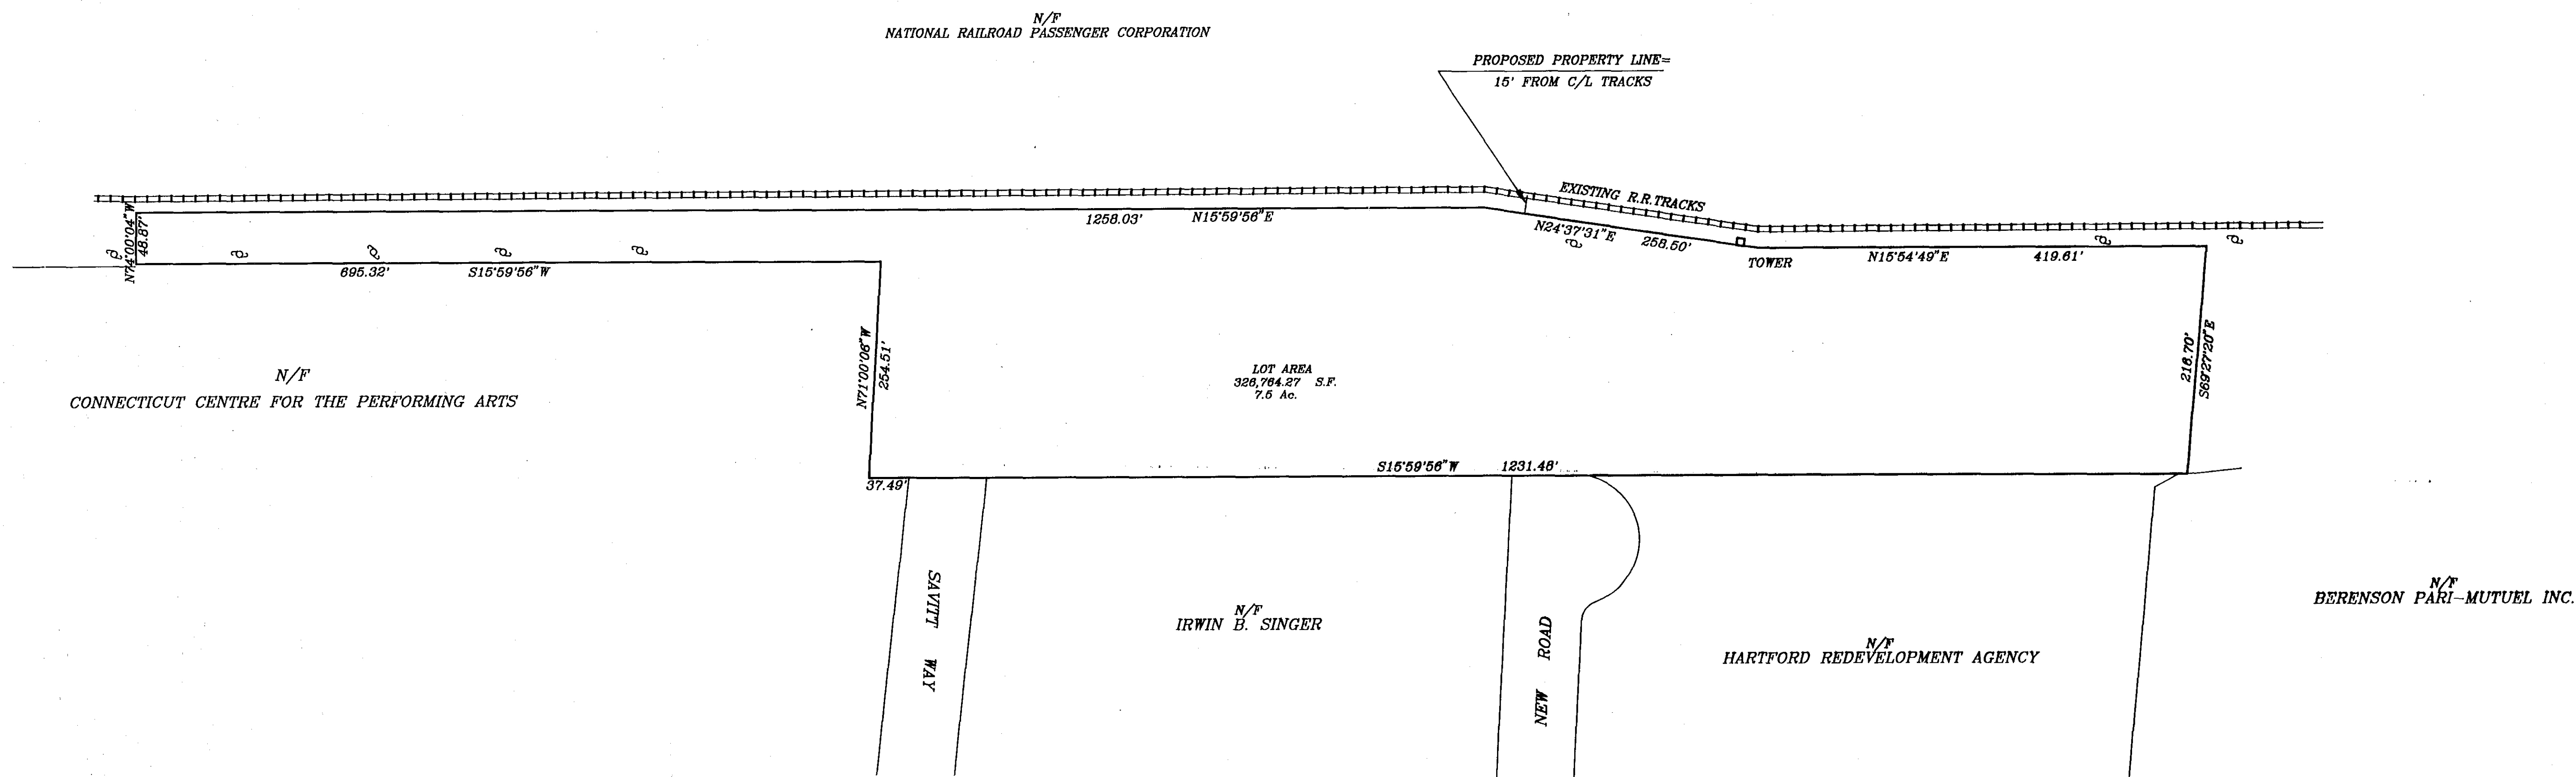 N/F
NATIONAL RAILROAD PASSENGER CORPORATION
PROPOSED PROPERTY LINE=
15' FROM C/L TRACKS
EXISTING R.R.TRACKS
N74°00'04"W
48.87'
1258.03' N15°59'56"E
N24°37'31"E 258.50'
TOWER
N15°54'49"E 419.61'
695.32' S15°59'56"W
N71°00'06"W
254.51'
218.70'
S69°27'20"E
LOT AREA
326,764.27 S.F.
7.5 Ac.
N/F
CONNECTICUT CENTRE FOR THE PERFORMING ARTS
S15°59'56"W 1231.48'
37.49'
SAVITT WAY
N/F
IRWIN B. SINGER
NEW ROAD
N/F
HARTFORD REDEVELOPMENT AGENCY
N/F
BERENSON PARI-MUTUEL INC.